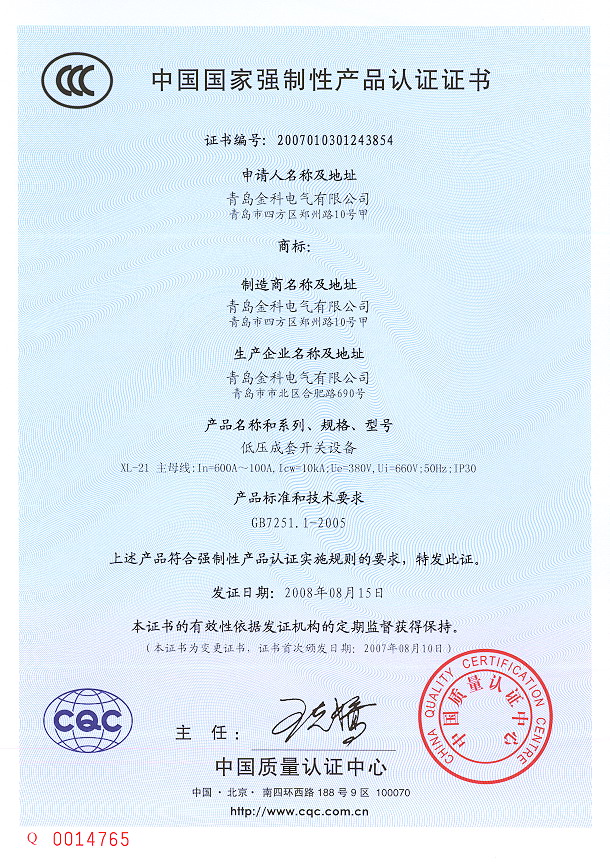 中国国家强制性产品认证证书
证书编号：2007010301243854
申请人名称及地址
青岛金科电气有限公司
青岛市四方区郑州路10号甲
商标：
制造商名称及地址
青岛金科电气有限公司
青岛市四方区郑州路10号甲
生产企业名称及地址
青岛金科电气有限公司
青岛市市北区合肥路690号
产品名称和系列、规格、型号
低压成套开关设备
XL-21 主母线:In=600A～100A,Icw=10kA;Ue=380V,Ui=660V;50Hz;IP30
产品标准和技术要求
GB7251.1-2005
上述产品符合强制性产品认证实施规则的要求，特发此证。
发证日期：2008年08月15日
本证书的有效性依据发证机构的定期监督获得保持。
（本证书为变更证书，证书首次颁发日期：2007年08月10日）
CHINA QUALITY CERTIFICATION CENTRE
中国质量认证中心
CQC
主 任：
中国质量认证中心
中国·北京·南四环西路 188 号 9 区 100070
http://www.cqc.com.cn
Q 0014765